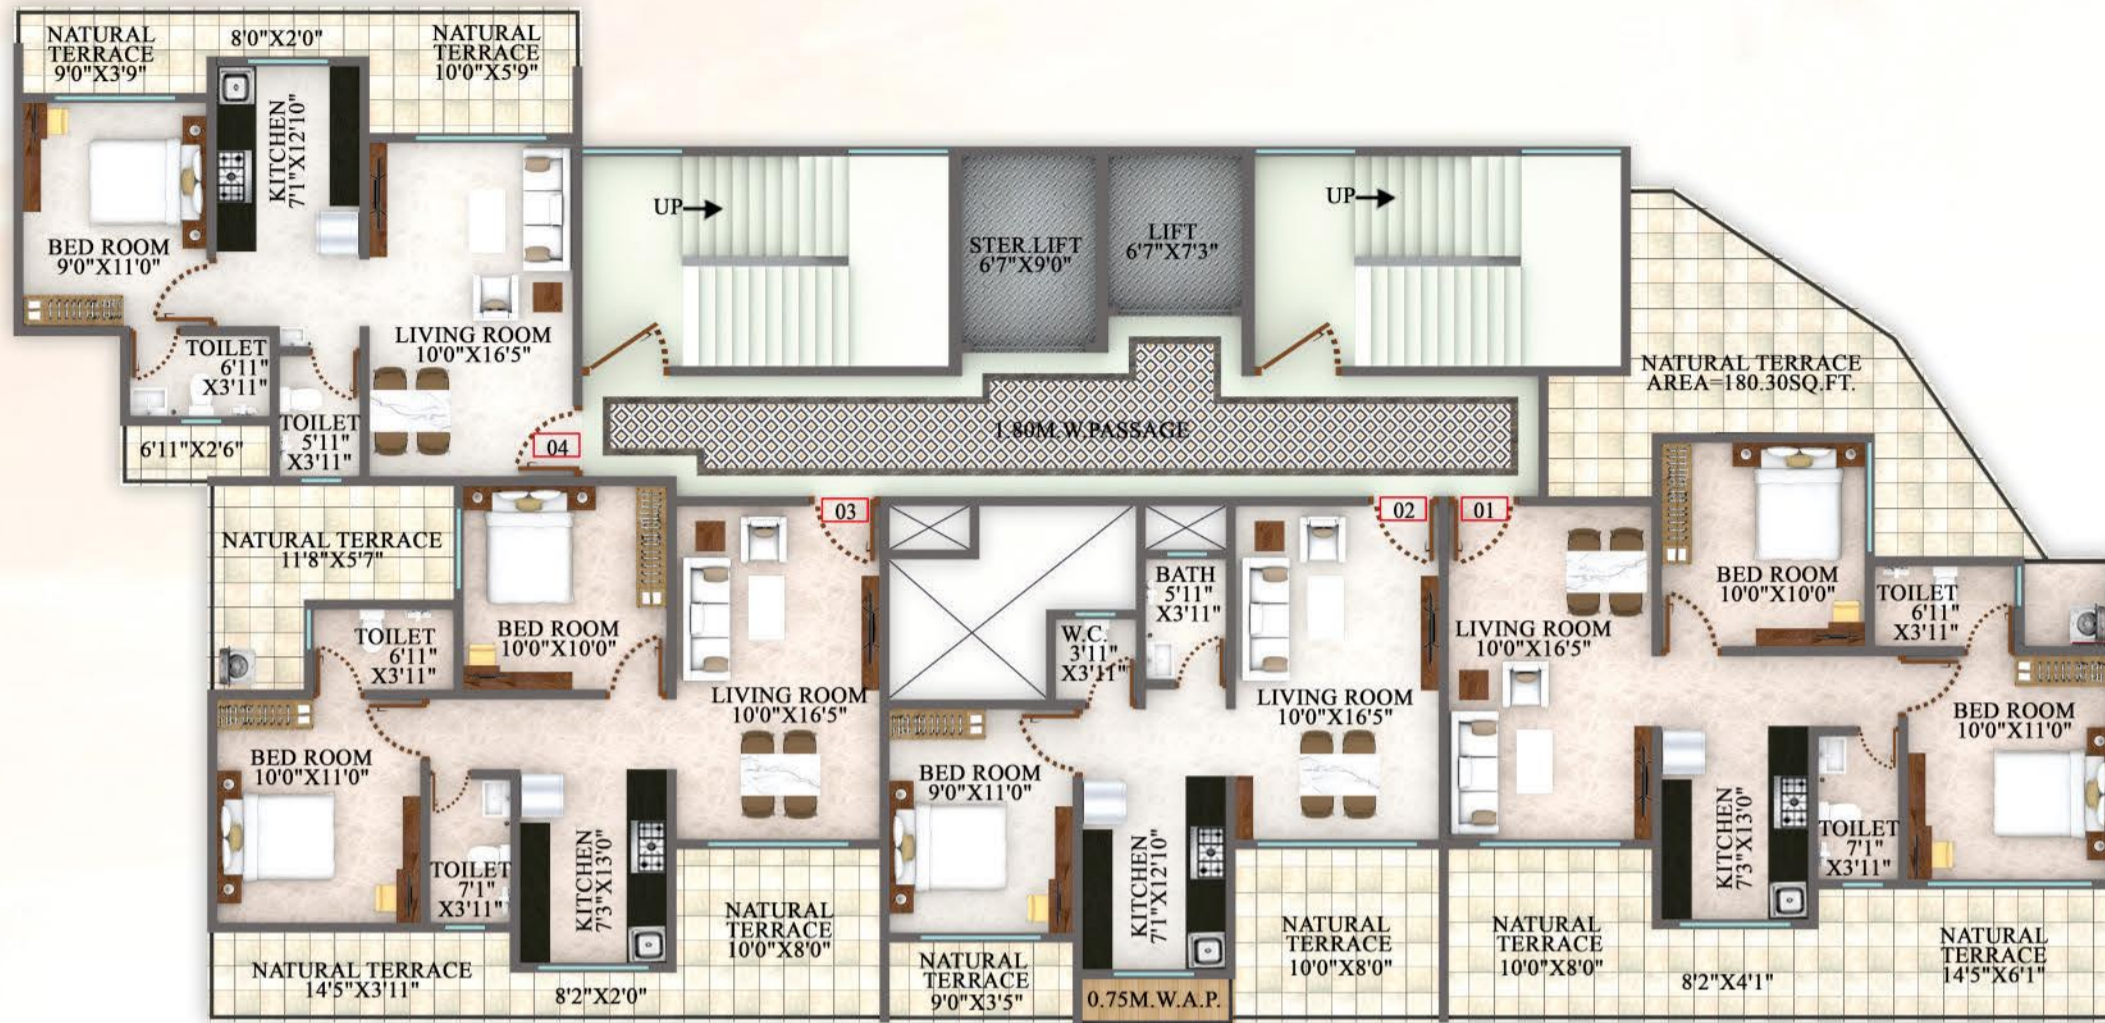 NATURAL
TERRACE
9'0"X3'9"
8'0"X2'0"
NATURAL
TERRACE
10'0"X5'9"
KITCHEN
7'1"X12'10"
BED ROOM
9'0"X11'0"
LIVING ROOM
10'0"X16'5"
TOILET
6'11"
X3'11"
TOILET
5'11"
X3'11"
6'11"X2'6"
04
UP
STER.LIFT
6'7"X9'0"
LIFT
6'7"X7'3"
UP
1.80M.W.PASSAGE
NATURAL TERRACE
AREA=180.30SQ.FT.
NATURAL TERRACE
11'8"X5'7"
TOILET
6'11"
X3'11"
BED ROOM
10'0"X10'0"
03
LIVING ROOM
10'0"X16'5"
BED ROOM
10'0"X11'0"
TOILET
7'1"
X3'11"
KITCHEN
7'3"X13'0"
NATURAL TERRACE
14'5"X3'11"
8'2"X2'0"
NATURAL
TERRACE
10'0"X8'0"
W.C.
3'11"
X3'11"
BATH
5'11"
X3'11"
02
LIVING ROOM
10'0"X16'5"
BED ROOM
9'0"X11'0"
KITCHEN
7'1"X12'10"
NATURAL
TERRACE
9'0"X3'5"
0.75M.W.A.P.
NATURAL
TERRACE
10'0"X8'0"
01
LIVING ROOM
10'0"X16'5"
BED ROOM
10'0"X10'0"
TOILET
6'11"
X3'11"
BED ROOM
10'0"X11'0"
KITCHEN
7'3"X13'0"
TOILET
7'1"
X3'11"
NATURAL
TERRACE
10'0"X8'0"
8'2"X4'1"
NATURAL
TERRACE
14'5"X6'1"